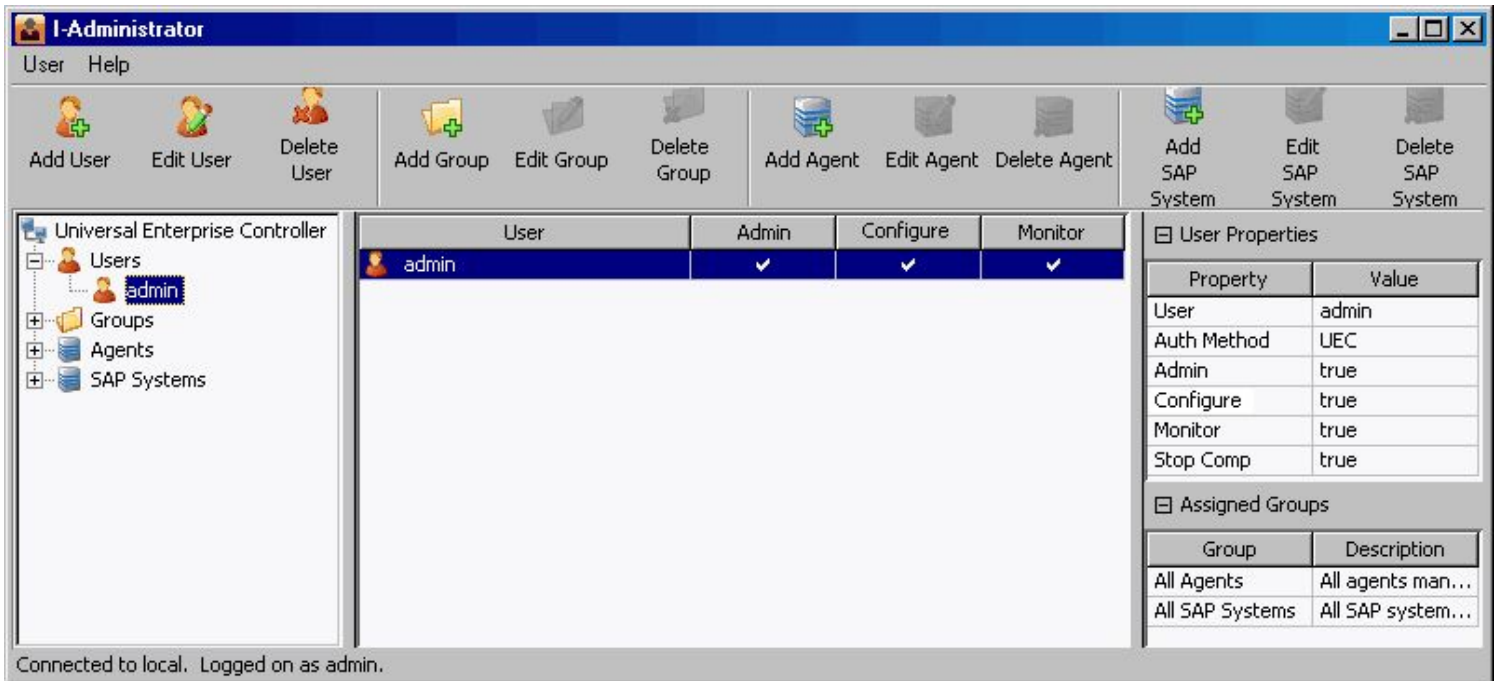 I-Administrator
User Help
Add User Edit User Delete User Add Group Edit Group Delete Group Add Agent Edit Agent Delete Agent Add SAP System Edit SAP System Delete SAP System
Universal Enterprise Controller
Users
admin
Groups
Agents
SAP Systems
User Admin Configure Monitor
admin
User Properties
Property Value
User admin
Auth Method UEC
Admin true
Configure true
Monitor true
Stop Comp true
Assigned Groups
Group Description
All Agents All agents man...
All SAP Systems All SAP system...
Connected to local. Logged on as admin.